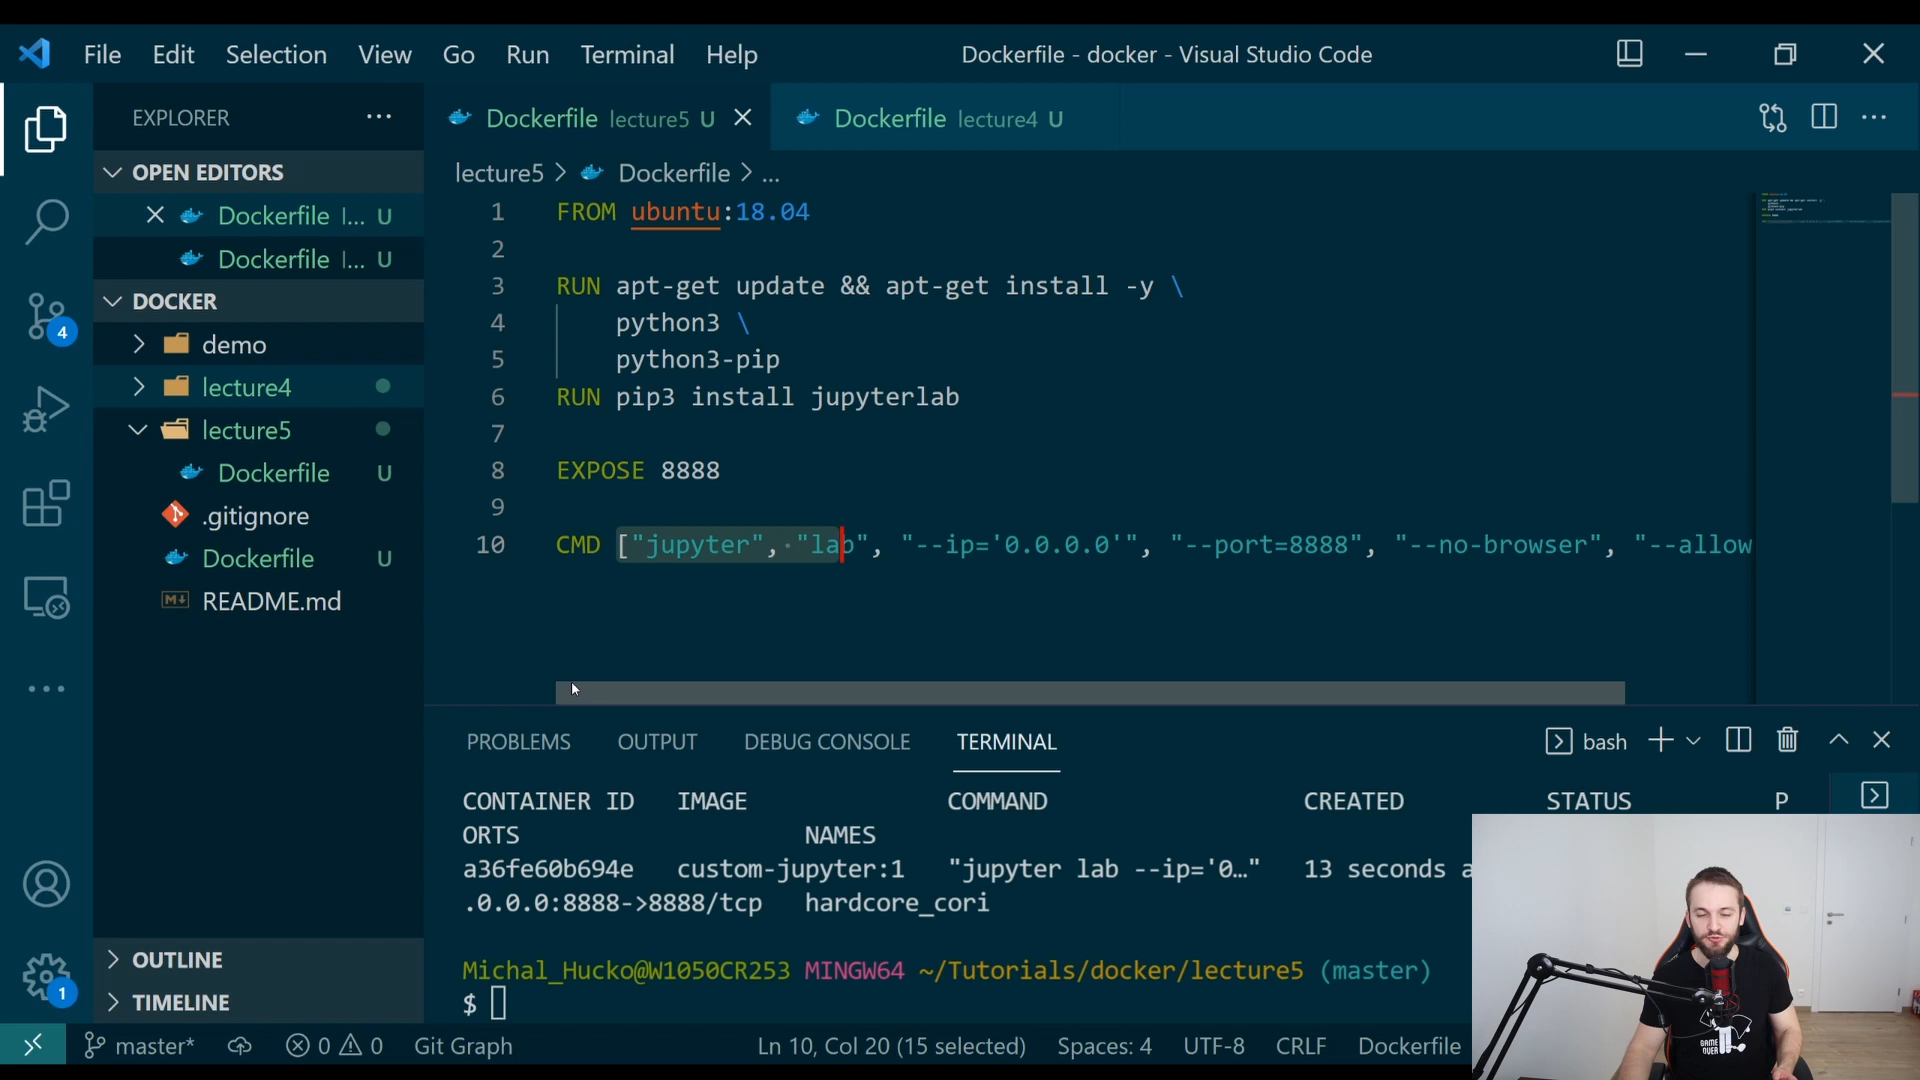 File Edit Selection View Go Run Terminal Help
Dockerfile - docker - Visual Studio Code
EXPLORER
OPEN EDITORS
Dockerfile l... U
Dockerfile l... U
DOCKER
demo
lecture4
lecture5
Dockerfile U
.gitignore
Dockerfile U
README.md
OUTLINE
TIMELINE
4
1
Dockerfile lecture5 U
Dockerfile lecture4 U
lecture5 > Dockerfile > ...
1 FROM ubuntu:18.04
2
3 RUN apt-get update && apt-get install -y \
4 python3 \
5 python3-pip
6 RUN pip3 install jupyterlab
7
8 EXPOSE 8888
9
10 CMD ["jupyter", "lab", "--ip='0.0.0.0'", "--port=8888", "--no-browser", "--allow
PROBLEMS OUTPUT DEBUG CONSOLE TERMINAL
bash
CONTAINER ID IMAGE COMMAND CREATED STATUS P
ORTS NAMES
a36fe60b694e custom-jupyter:1 "jupyter lab --ip='0…" 13 seconds a
.0.0.0:8888->8888/tcp hardcore_cori
Michal_Hucko@W1050CR253 MINGW64 ~/Tutorials/docker/lecture5 (master)
$
master* 0 0 Git Graph Ln 10, Col 20 (15 selected) Spaces: 4 UTF-8 CRLF Dockerfile
GAME
OVER